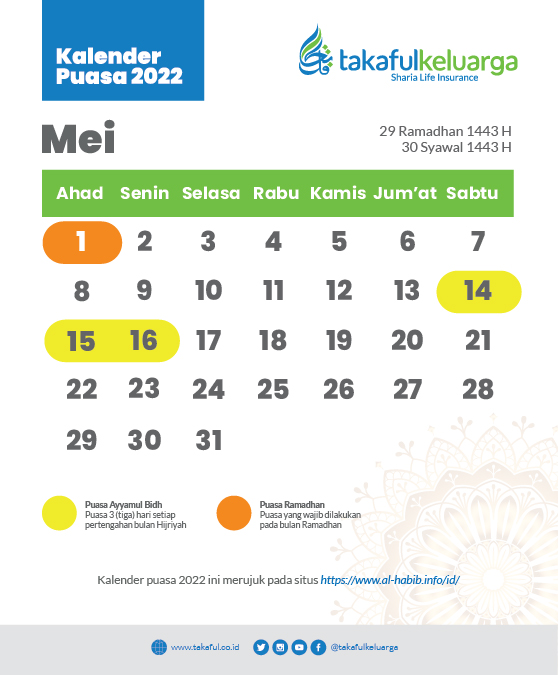 Kalender
Puasa 2022
takafulkeluarga
Sharia Life Insurance
Mei
29 Ramadhan 1443 H
30 Syawal 1443 H
Ahad Senin Selasa Rabu Kamis Jum'at Sabtu
1 2 3 4 5 6 7
8 9 10 11 12 13 14
15 16 17 18 19 20 21
22 23 24 25 26 27 28
29 30 31
Puasa Ayyamul Bidh
Puasa 3 (tiga) hari setiap
pertengahan bulan Hijriyah
Puasa Ramadhan
Puasa yang wajib dilakukan
pada bulan Ramadhan
Kalender puasa 2022 ini merujuk pada situs https://www.al-habib.info/id/
www.takaful.co.id @takafulkeluarga